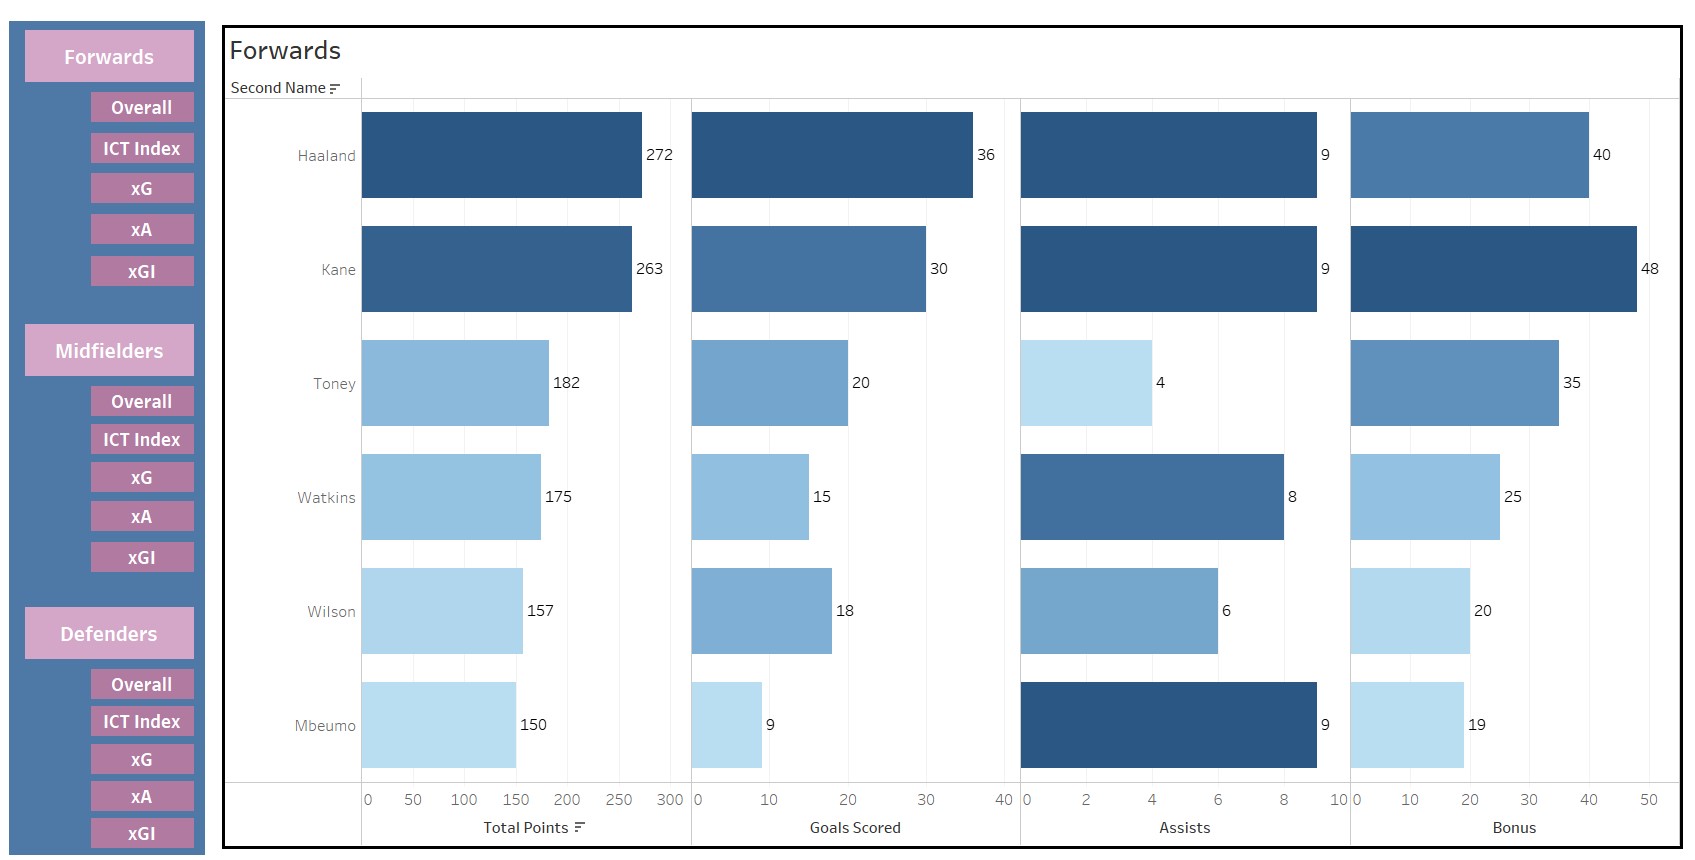 Forwards
Overall
ICT Index
xG
xA
xGI
Midfielders
Overall
ICT Index
xG
xA
xGI
Defenders
Overall
ICT Index
xG
xA
xGI
Forwards
Second Name
Haaland 272 36 9 40
Kane 263 30 9 48
Toney 182 20 4 35
Watkins 175 15 8 25
Wilson 157 18 6 20
Mbeumo 150 9 9 19
0 50 100 150 200 250 300 0 10 20 30 40 0 2 4 6 8 10 0 10 20 30 40 50
Total Points Goals Scored Assists Bonus